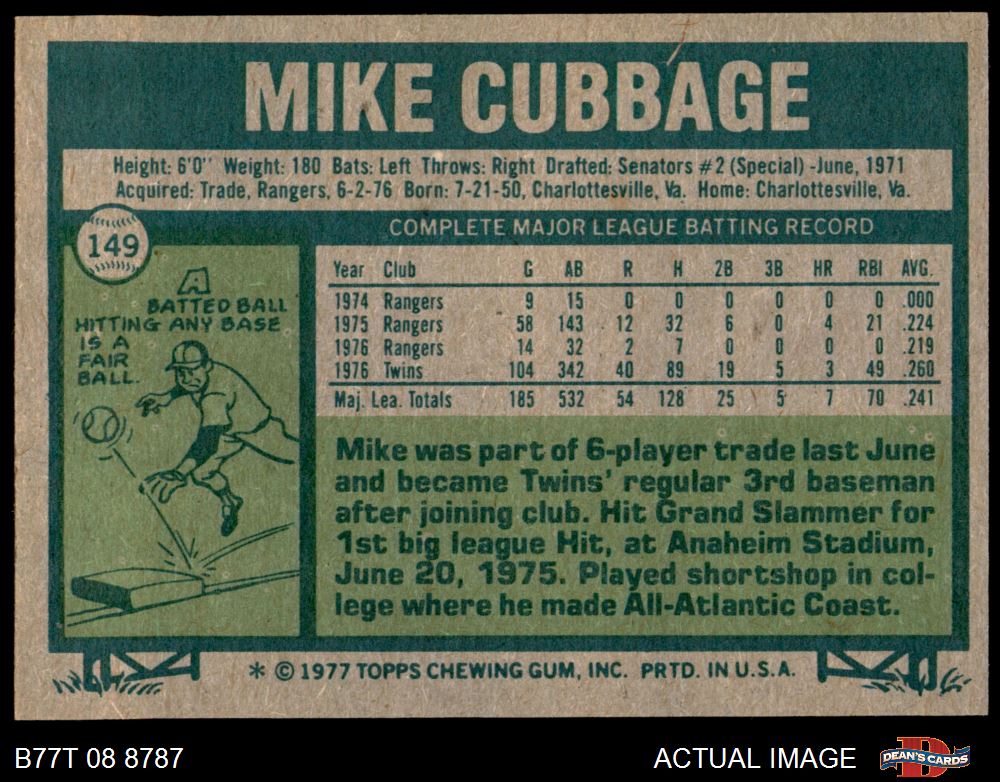 MIKE CUBBAGE
Height: 6'0" Weight: 180 Bats: Left Throws: Right Drafted: Senators #2 (Special) -June, 1971
Acquired: Trade, Rangers, 6-2-76 Born: 7-21-50, Charlottesville, Va. Home: Charlottesville, Va.
149
A
BATTED BALL
HITTING ANY BASE
IS A
FAIR
BALL.
COMPLETE MAJOR LEAGUE BATTING RECORD
Year Club G AB R H 2B 3B HR RBI AVG.
1974 Rangers 9 15 0 0 0 0 0 0 .000
1975 Rangers 58 143 12 32 6 0 4 21 .224
1976 Rangers 14 32 2 7 0 0 0 0 .219
1976 Twins 104 342 40 89 19 5 3 49 .260
Maj. Lea. Totals 185 532 54 128 25 5 7 70 .241
Mike was part of 6-player trade last June
and became Twins' regular 3rd baseman
after joining club. Hit Grand Slammer for
1st big league Hit, at Anaheim Stadium,
June 20, 1975. Played shortshop in col-
lege where he made All-Atlantic Coast.
* © 1977 TOPPS CHEWING GUM, INC. PRTD. IN U.S.A.
B77T 08 8787
ACTUAL IMAGE
DEAN'S CARDS